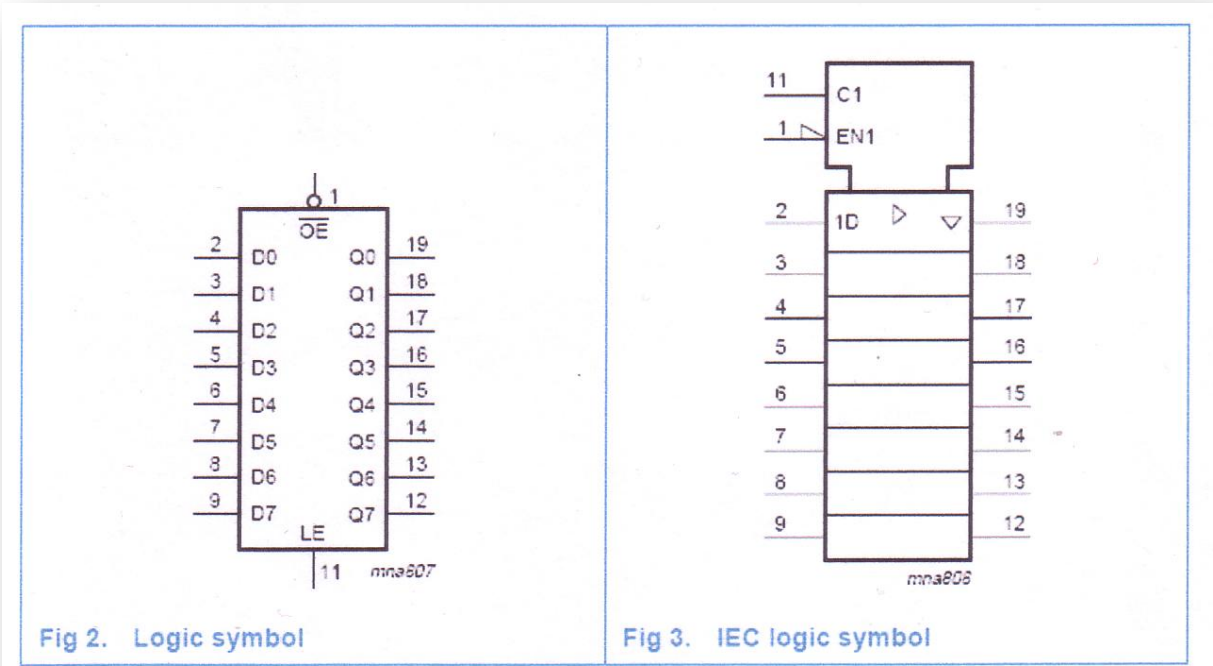 1
OE
2 D0 Q0 19
3 D1 Q1 18
4 D2 Q2 17
5 D3 Q3 16
6 D4 Q4 15
7 D5 Q5 14
8 D6 Q6 13
9 D7 Q7 12
LE
11 mna807
Fig 2. Logic symbol
11 C1
1 EN1
2 1D 19
3 18
4 17
5 16
6 15
7 14
8 13
9 12
mna808
Fig 3. IEC logic symbol